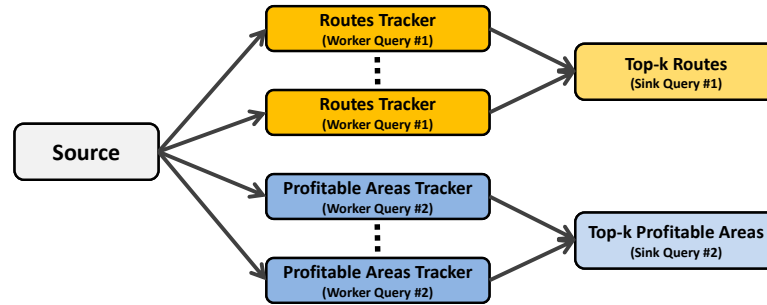 Routes Tracker
(Worker Query #1)
Top-k Routes
(Sink Query #1)
Routes Tracker
(Worker Query #1)
Source
Profitable Areas Tracker
(Worker Query #2)
Top-k Profitable Areas
(Sink Query #2)
Profitable Areas Tracker
(Worker Query #2)